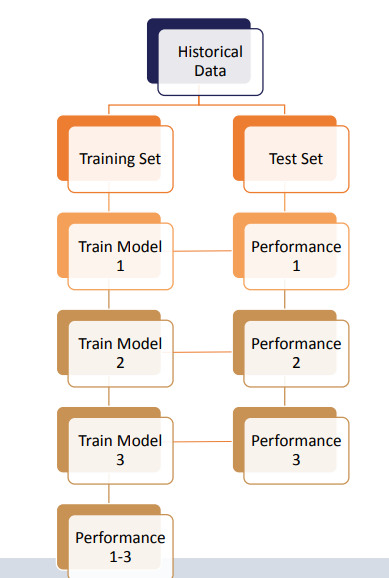 Historical
Data
Training Set
Test Set
Train Model
1
Performance
1
Train Model
2
Performance
2
Train Model
3
Performance
3
Performance
1-3